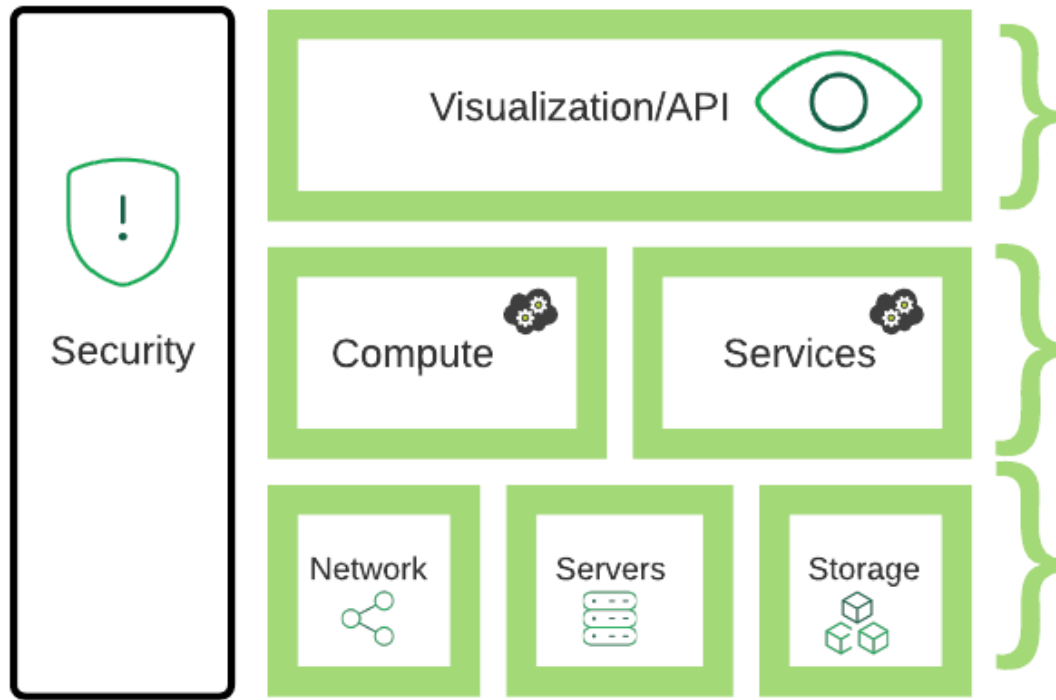 Security
Visualization/API
Compute
Services
Network
Servers
Storage